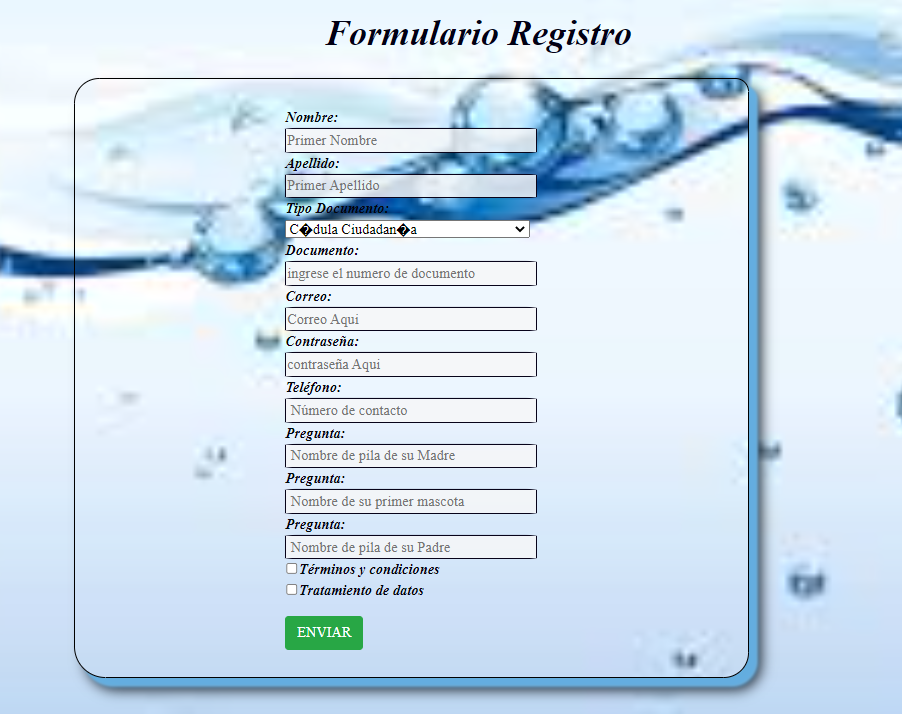 Formulario Registro
Nombre:
Primer Nombre
Apellido:
Primer Apellido
Tipo Documento:
C�dula Ciudadan�a
Documento:
ingrese el numero de documento
Correo:
Correo Aqui
Contraseña:
contraseña Aqui
Teléfono:
Número de contacto
Pregunta:
Nombre de pila de su Madre
Pregunta:
Nombre de su primer mascota
Pregunta:
Nombre de pila de su Padre
Términos y condiciones
Tratamiento de datos
ENVIAR